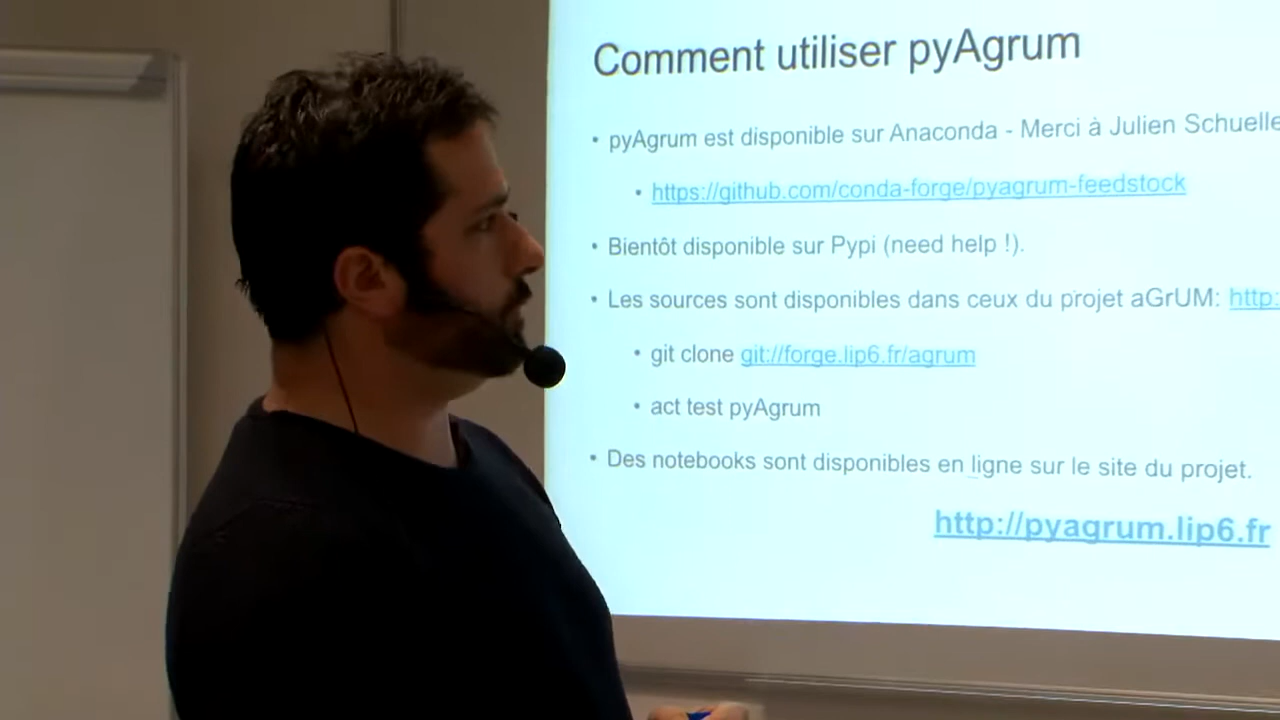 Comment utiliser pyAgrum
• pyAgrum est disponible sur Anaconda - Merci à Julien Schuelle
• https://github.com/conda-forge/pyagrum-feedstock
• Bientôt disponible sur Pypi (need help !).
• Les sources sont disponibles dans ceux du projet aGrUM: http:
• git clone git://forge.lip6.fr/agrum
• act test pyAgrum
• Des notebooks sont disponibles en ligne sur le site du projet.
http://pyagrum.lip6.fr